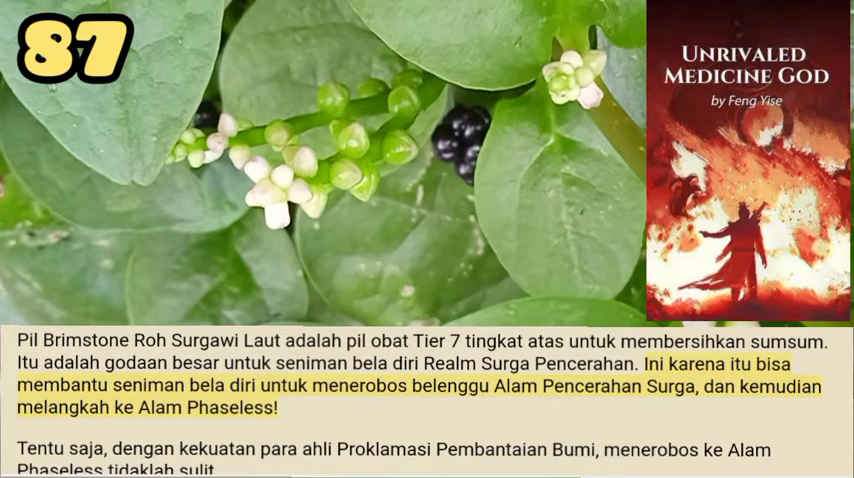 87
UNRIVALED
MEDICINE GOD
by Feng Yise
Pil Brimstone Roh Surgawi Laut adalah pil obat Tier 7 tingkat atas untuk membersihkan sumsum.
Itu adalah godaan besar untuk seniman bela diri Realm Surga Pencerahan. Ini karena itu bisa
membantu seniman bela diri untuk menerobos belenggu Alam Pencerahan Surga, dan kemudian
melangkah ke Alam Phaseless!
Tentu saja, dengan kekuatan para ahli Proklamasi Pembantaian Bumi, menerobos ke Alam
Phaseless tidaklah sulit